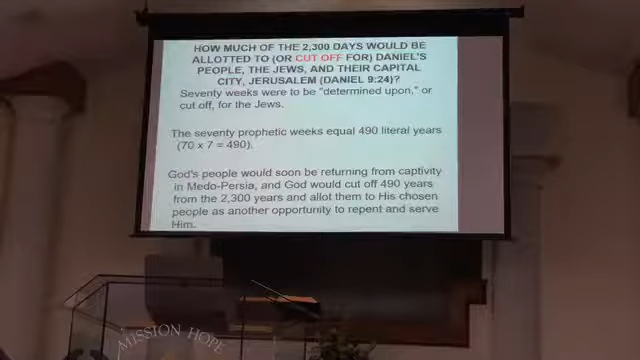 HOW MUCH OF THE 2,300 DAYS WOULD BE
ALLOTTED TO (OR CUT OFF FOR) DANIEL'S
PEOPLE, THE JEWS, AND THEIR CAPITAL
CITY, JERUSALEM (DANIEL 9:24)?
Seventy weeks were to be "determined upon," or
cut off, for the Jews.
The seventy prophetic weeks equal 490 literal years
(70 x 7 = 490).
God's people would soon be returning from captivity
in Medo-Persia, and God would cut off 490 years
from the 2,300 years and allot them to His chosen
people as another opportunity to repent and serve
Him.
MISSION HOPE